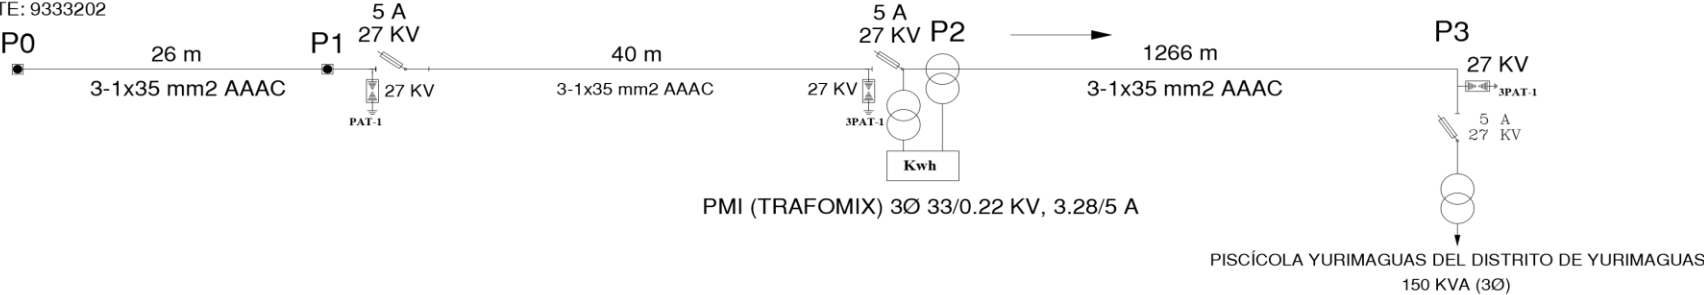 TE: 9333202
P0
26 m
3-1x35 mm2 AAAC
P1
5 A
27 KV
27 KV
PAT-1
40 m
3-1x35 mm2 AAAC
5 A
27 KV
P2
27 KV
3PAT-1
Kwh
PMI (TRAFOMIX) 3Ø 33/0.22 KV, 3.28/5 A
1266 m
3-1x35 mm2 AAAC
P3
27 KV
3PAT-1
5 A
27 KV
PISCÍCOLA YURIMAGUAS DEL DISTRITO DE YURIMAGUAS
150 KVA (3Ø)